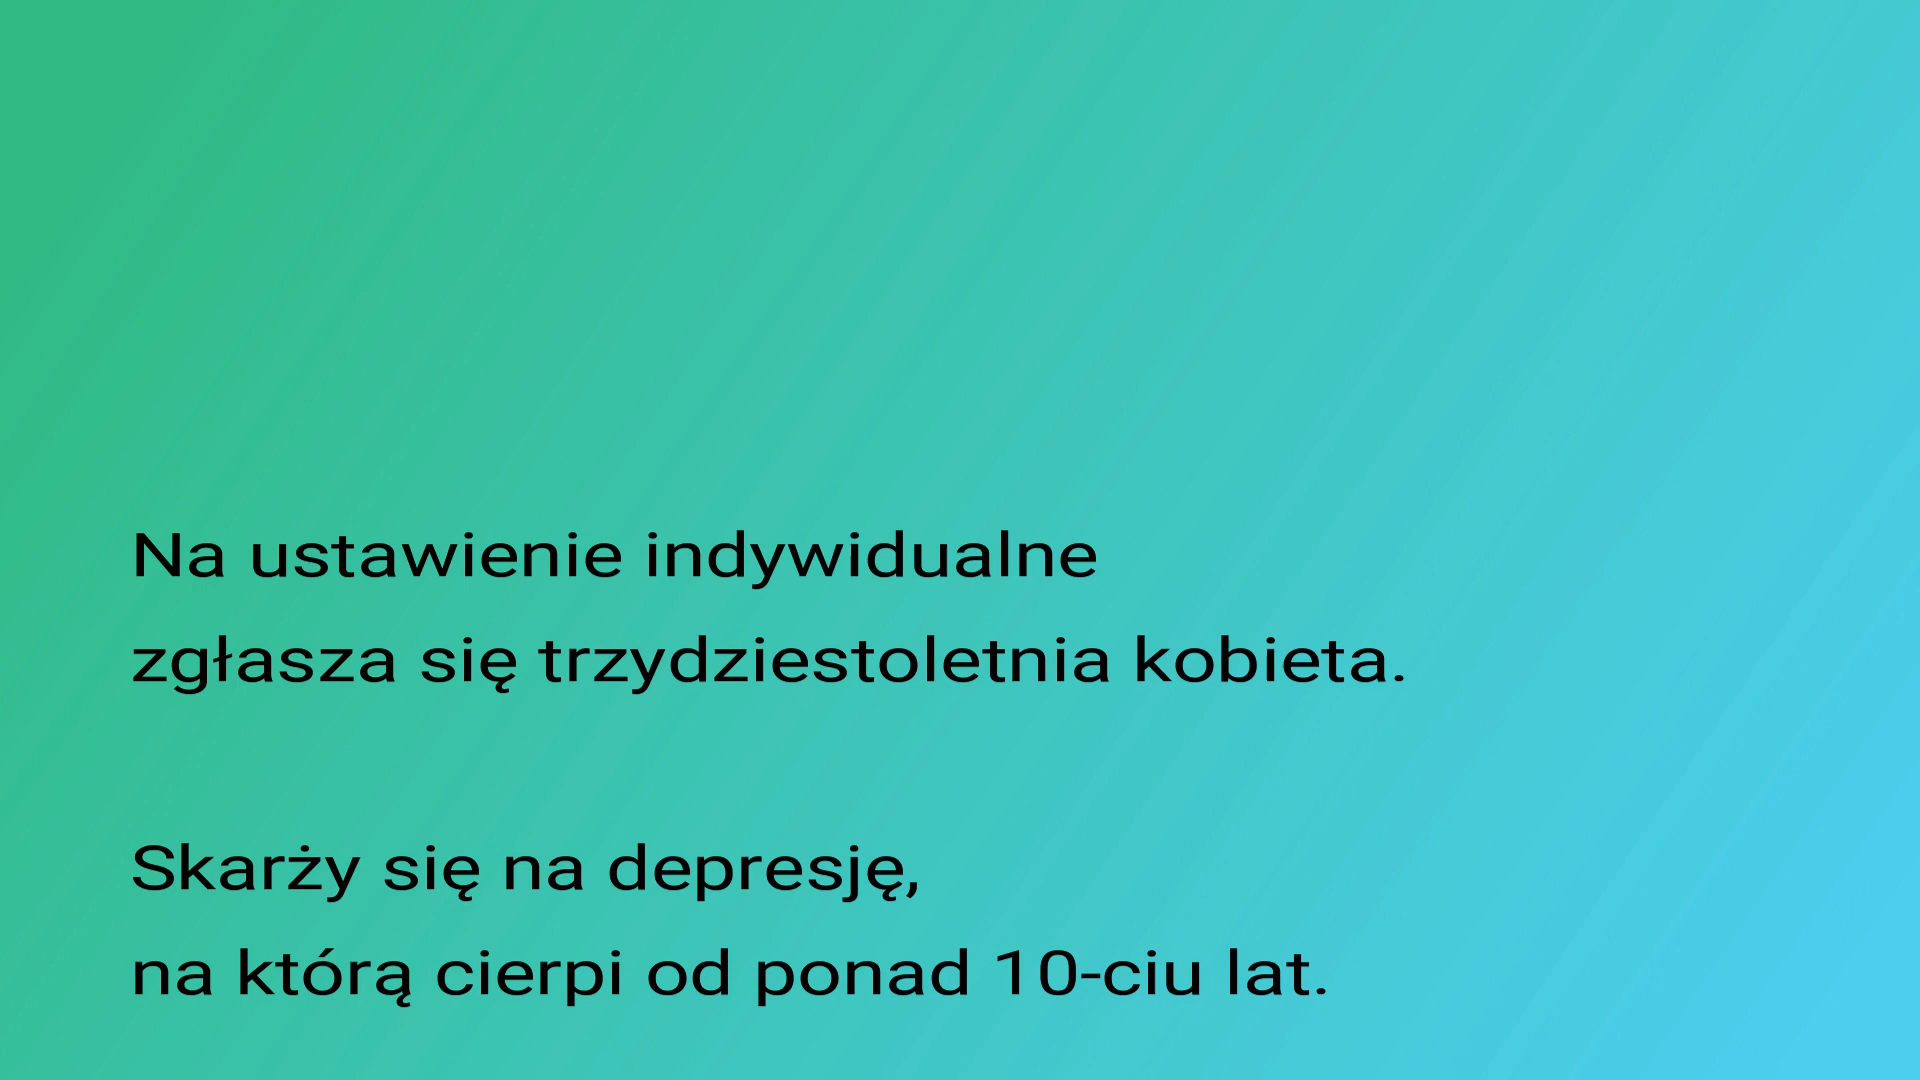 Na ustawienie indywidualne
zgłasza się trzydziestoletnia kobieta.
Skarży się na depresję,
na którą cierpi od ponad 10-ciu lat.